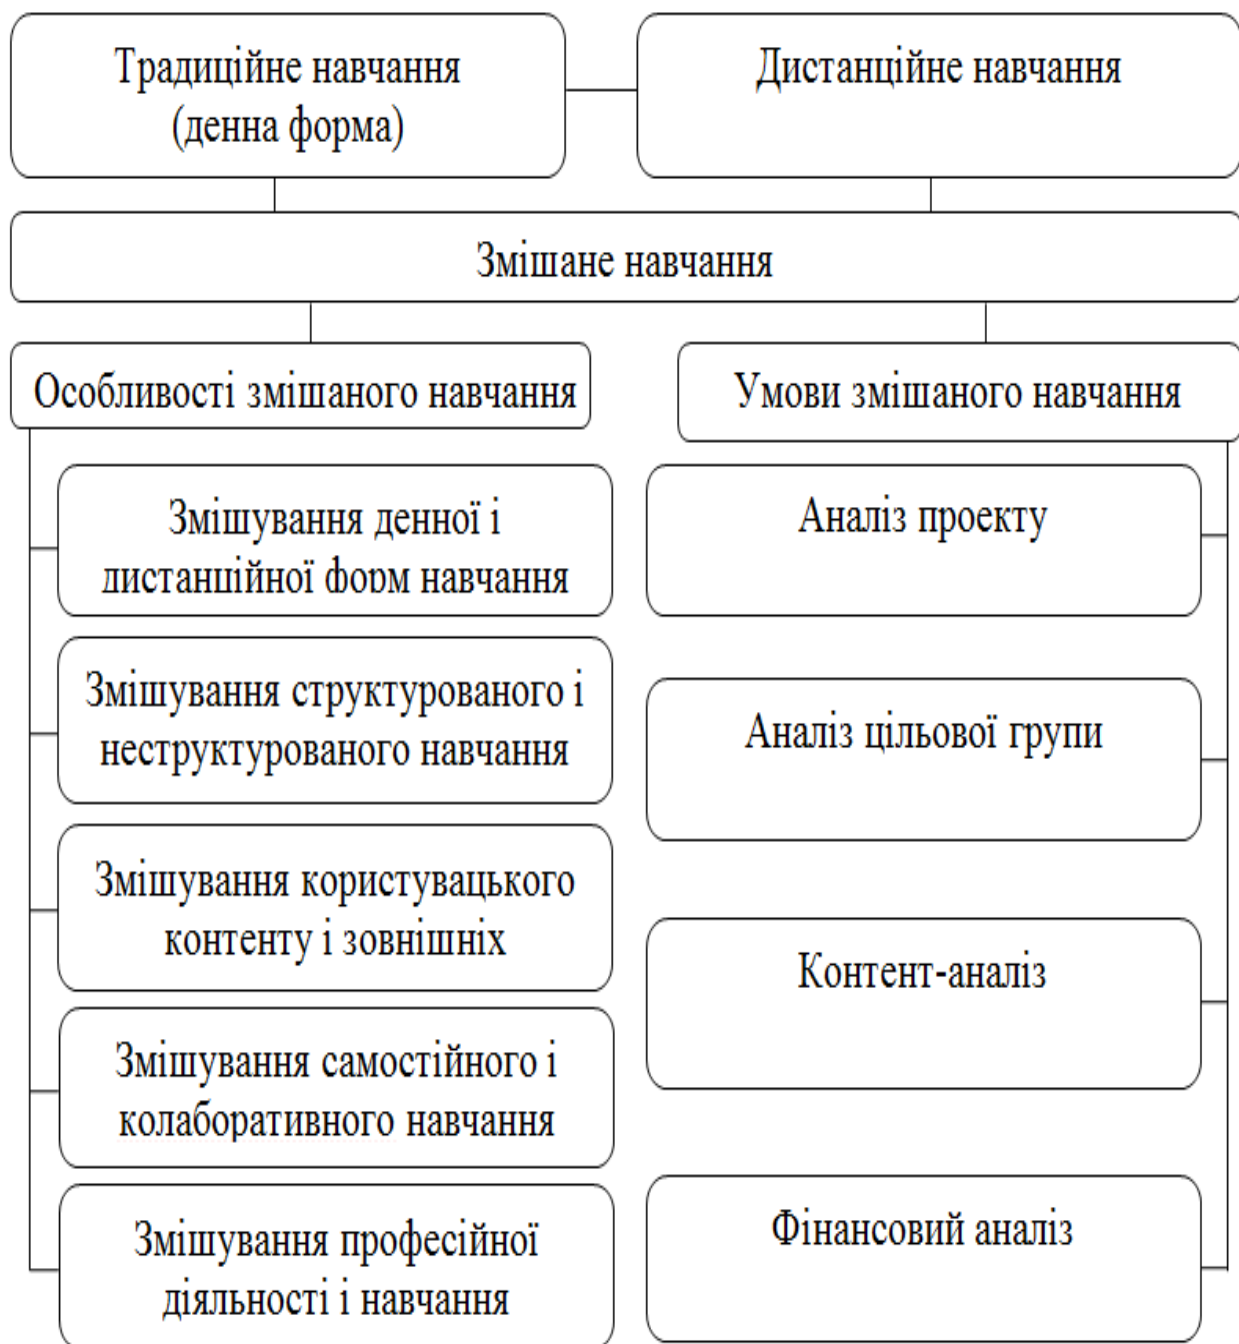 Традиційне навчання
(денна форма)
Дистанційне навчання
Змішане навчання
Особливості змішаного навчання
Умови змішаного навчання
Змішування денної і
дистанційної форм навчання
Змішування структурованого і
неструктурованого навчання
Змішування користувацького
контенту і зовнішніх
Змішування самостійного і
колаборативного навчання
Змішування професійної
діяльності і навчання
Аналіз проекту
Аналіз цільової групи
Контент-аналіз
Фінансовий аналіз